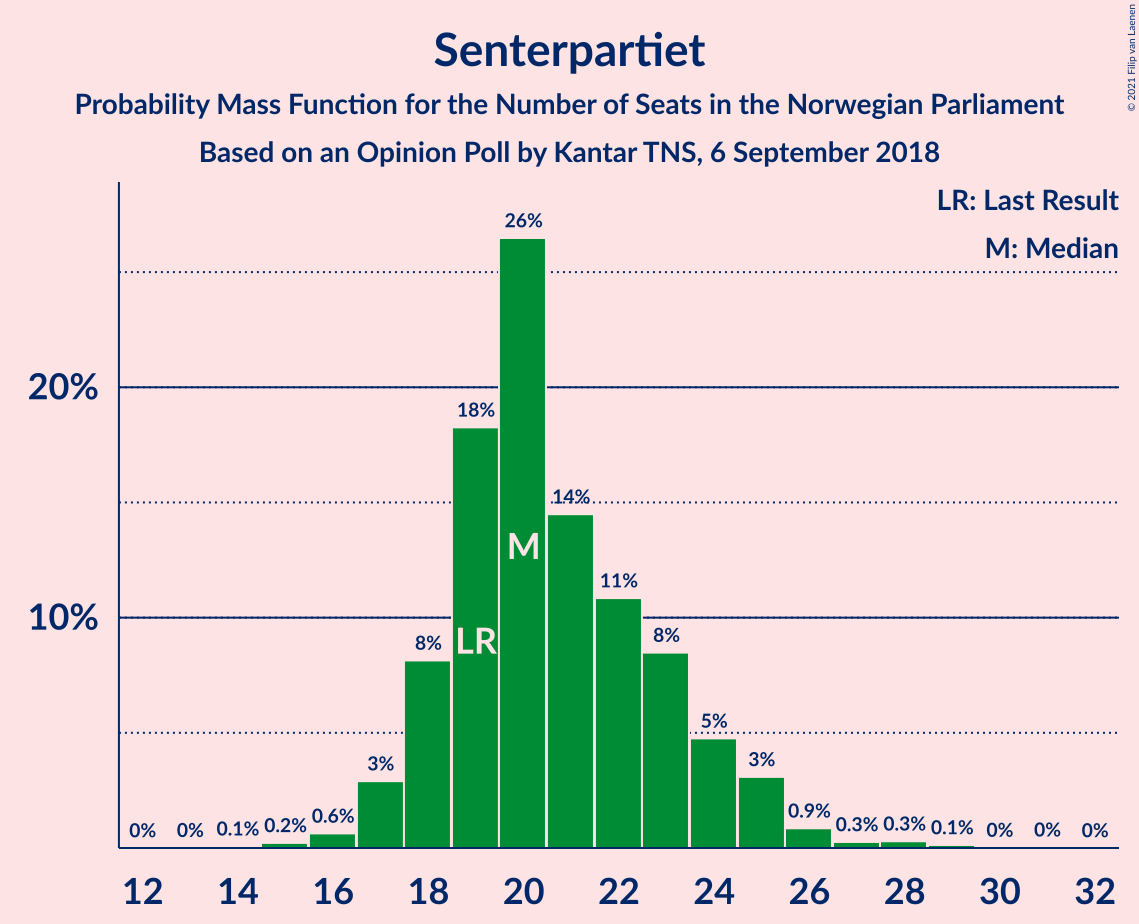 Senterpartiet
Probability Mass Function for the Number of Seats in the Norwegian Parliament
Based on an Opinion Poll by Kantar TNS, 6 September 2018
© 2021 Filip van Laenen
LR: Last Result
M: Median
20%
10%
0%
0%
0.1%
0.2%
0.6%
3%
8%
18%
26%
14%
11%
8%
5%
3%
0.9%
0.3%
0.3%
0.1%
0%
0%
0%
LR
M
12 14 16 18 20 22 24 26 28 30 32